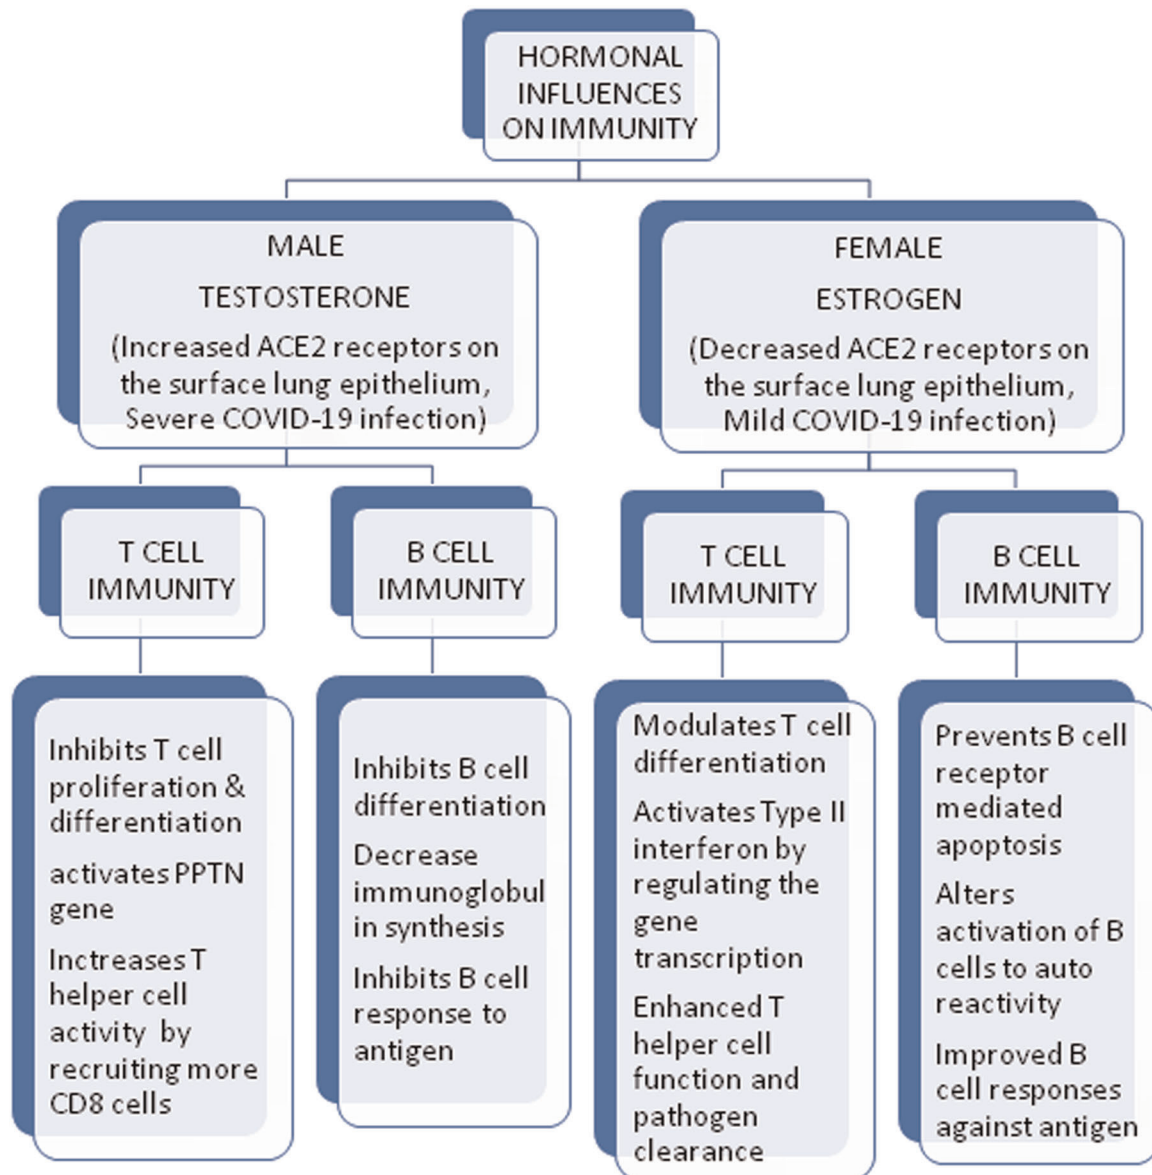 HORMONAL
INFLUENCES
ON IMMUNITY
MALE
TESTOSTERONE
(Increased ACE2 receptors on
the surface lung epithelium,
Severe COVID-19 infection)
FEMALE
ESTROGEN
(Decreased ACE2 receptors on
the surface lung epithelium,
Mild COVID-19 infection)
T CELL
IMMUNITY
B CELL
IMMUNITY
T CELL
IMMUNITY
B CELL
IMMUNITY
Inhibits T cell
proliferation &
differentiation
activates PPTN
gene
Inctreases T
helper cell
activity by
recruiting more
CD8 cells
Inhibits B cell
differentiation
Decrease
immunoglobul
in synthesis
Inhibits B cell
response to
antigen
Modulates T cell
differentiation
Activates Type II
interferon by
regulating the
gene
transcription
Enhanced T
helper cell
function and
pathogen
clearance
Prevents B cell
receptor
mediated
apoptosis
Alters
activation of B
cells to auto
reactivity
Improved B
cell responses
against antigen